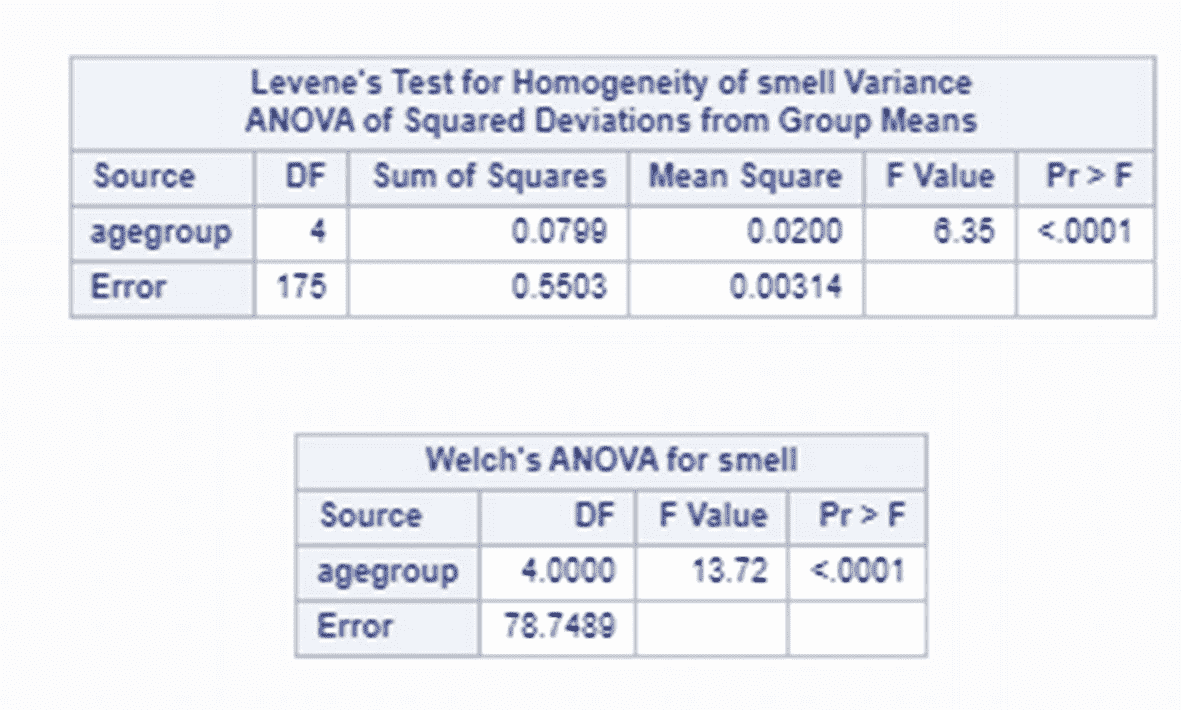 Levene's Test for Homogeneity of smell Variance
ANOVA of Squared Deviations from Group Means
Source DF Sum of Squares Mean Square F Value Pr > F
agegroup 4 0.0799 0.0200 6.35 <.0001
Error 175 0.5503 0.00314
Welch's ANOVA for smell
Source DF F Value Pr > F
agegroup 4.0000 13.72 <.0001
Error 78.7489